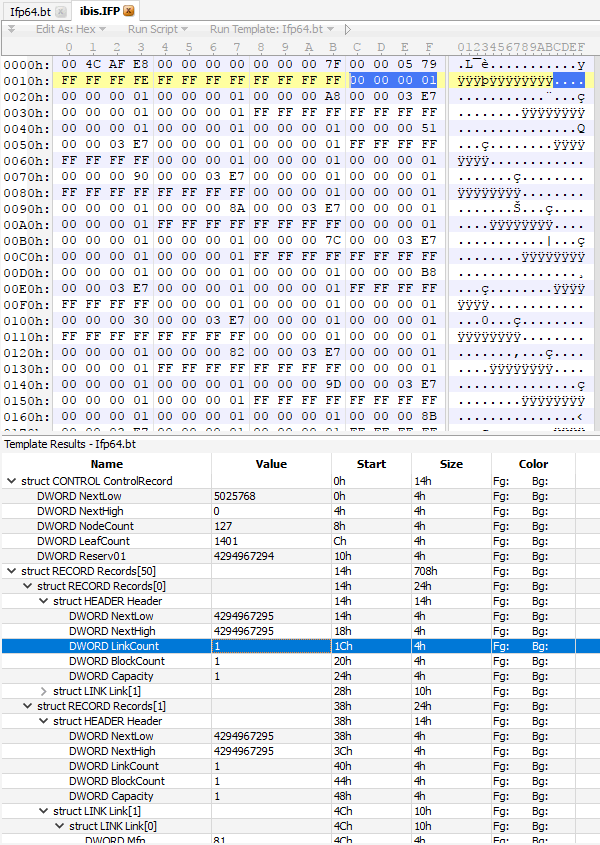 Ifp64.bt ibis.IFP
Edit As: Hex Run Script Run Template: Ifp64.bt
0 1 2 3 4 5 6 7 8 9 A B C D E F 0123456789ABCDEF
0000h: 00 4C AF E8 00 00 00 00 00 00 00 7F 00 00 05 79 .L¯è...........y
0010h: FF FF FF FE FF FF FF FF FF FF FF FF 00 00 00 01 ÿÿÿþÿÿÿÿÿÿÿÿ....
0020h: 00 00 00 01 00 00 00 01 00 00 00 A8 00 00 03 E7 ...........¨...ç
0030h: 00 00 00 01 00 00 00 01 FF FF FF FF FF FF FF FF ........ÿÿÿÿÿÿÿÿ
0040h: 00 00 00 01 00 00 00 01 00 00 00 01 00 00 00 51 ...............Q
0050h: 00 00 03 E7 00 00 00 01 00 00 00 01 FF FF FF FF ...ç........ÿÿÿÿ
0060h: FF FF FF FF 00 00 00 01 00 00 00 01 00 00 00 01 ÿÿÿÿ............
0070h: 00 00 00 90 00 00 03 E7 00 00 00 01 00 00 00 01 .......ç........
0080h: FF FF FF FF FF FF FF FF 00 00 00 01 00 00 00 01 ÿÿÿÿÿÿÿÿ........
0090h: 00 00 00 01 00 00 00 8A 00 00 03 E7 00 00 00 01 .......Š...ç....
00A0h: 00 00 00 01 FF FF FF FF FF FF FF FF 00 00 00 01 ....ÿÿÿÿÿÿÿÿ....
00B0h: 00 00 00 01 00 00 00 01 00 00 00 7C 00 00 03 E7 ...........|...ç
00C0h: 00 00 00 01 00 00 00 01 FF FF FF FF FF FF FF FF ........ÿÿÿÿÿÿÿÿ
00D0h: 00 00 00 01 00 00 00 01 00 00 00 01 00 00 00 B8 ...............¸
00E0h: 00 00 03 E7 00 00 00 01 00 00 00 01 FF FF FF FF ...ç........ÿÿÿÿ
00F0h: FF FF FF FF 00 00 00 01 00 00 00 01 00 00 00 01 ÿÿÿÿ............
0100h: 00 00 00 30 00 00 03 E7 00 00 00 01 00 00 00 01 ...0...ç........
0110h: FF FF FF FF FF FF FF FF 00 00 00 01 00 00 00 01 ÿÿÿÿÿÿÿÿ........
0120h: 00 00 00 01 00 00 00 82 00 00 03 E7 00 00 00 01 .......‚...ç....
0130h: 00 00 00 01 FF FF FF FF FF FF FF FF 00 00 00 01 ....ÿÿÿÿÿÿÿÿ....
0140h: 00 00 00 01 00 00 00 01 00 00 00 9D 00 00 03 E7 ...............ç
0150h: 00 00 00 01 00 00 00 01 FF FF FF FF FF FF FF FF ........ÿÿÿÿÿÿÿÿ
0160h: 00 00 00 01 00 00 00 01 00 00 00 01 00 00 00 8B ...............‹
Template Results - Ifp64.bt
Name Value Start Size Color
struct CONTROL ControlRecord 0h 14h Fg: Bg:
DWORD NextLow 5025768 0h 4h Fg: Bg:
DWORD NextHigh 0 4h 4h Fg: Bg:
DWORD NodeCount 127 8h 4h Fg: Bg:
DWORD LeafCount 1401 Ch 4h Fg: Bg:
DWORD Reserv01 4294967294 10h 4h Fg: Bg:
struct RECORD Records[50] 14h 708h Fg: Bg:
struct RECORD Records[0] 14h 24h Fg: Bg:
struct HEADER Header 14h 14h Fg: Bg:
DWORD NextLow 4294967295 14h 4h Fg: Bg:
DWORD NextHigh 4294967295 18h 4h Fg: Bg:
DWORD LinkCount 1 1Ch 4h Fg: Bg:
DWORD BlockCount 1 20h 4h Fg: Bg:
DWORD Capacity 1 24h 4h Fg: Bg:
struct LINK Link[1] 28h 10h Fg: Bg:
struct RECORD Records[1] 38h 24h Fg: Bg:
struct HEADER Header 38h 14h Fg: Bg:
DWORD NextLow 4294967295 38h 4h Fg: Bg:
DWORD NextHigh 4294967295 3Ch 4h Fg: Bg:
DWORD LinkCount 1 40h 4h Fg: Bg:
DWORD BlockCount 1 44h 4h Fg: Bg:
DWORD Capacity 1 48h 4h Fg: Bg:
struct LINK Link[1] 4Ch 10h Fg: Bg:
struct LINK Link[0] 4Ch 10h Fg: Bg:
DWORD Mfn 81 4Ch 4h Fg: Bg: